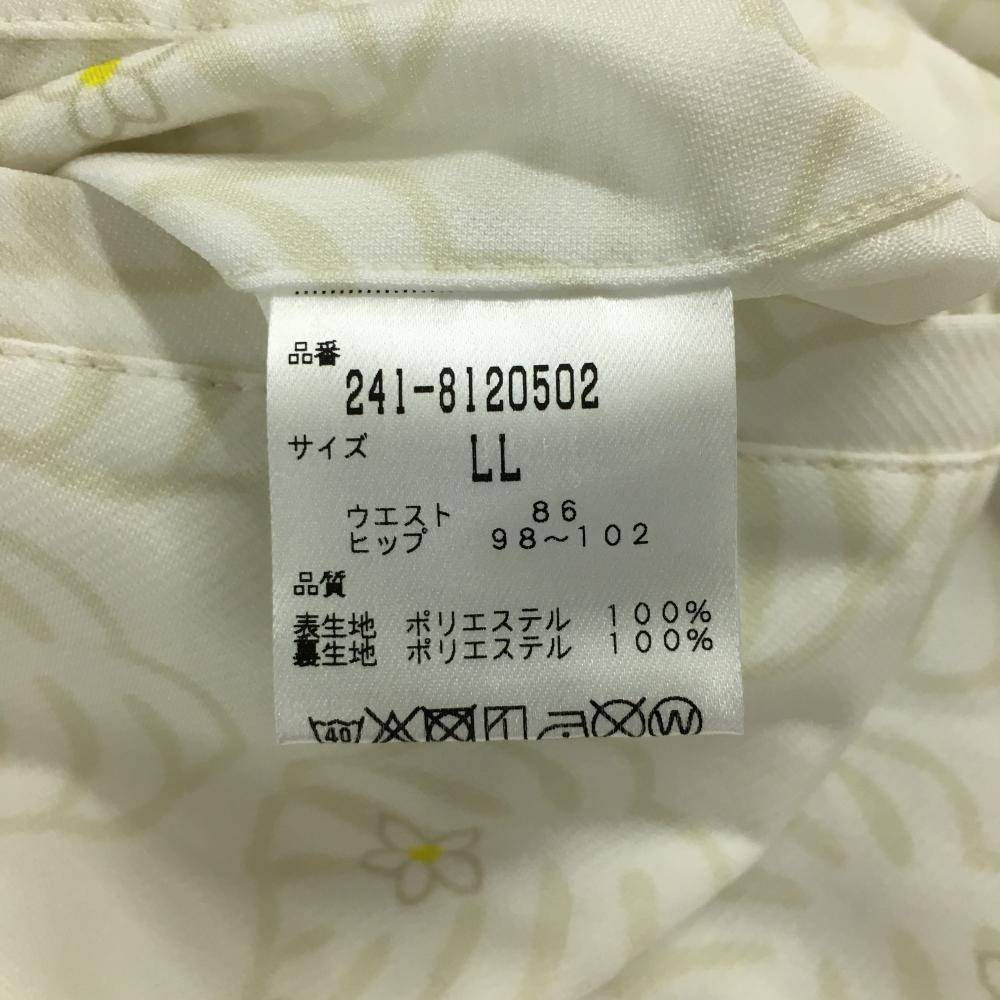 品番
241-8120502
サイズ LL
ウエスト 86
ヒップ 98~102
品質
表生地 ポリエステル 100%
裏生地 ポリエステル 100%
40 W